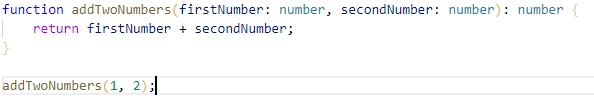 function addTwoNumbers(firstNumber: number, secondNumber: number): number {
    return firstNumber + secondNumber;
}

addTwoNumbers(1, 2);